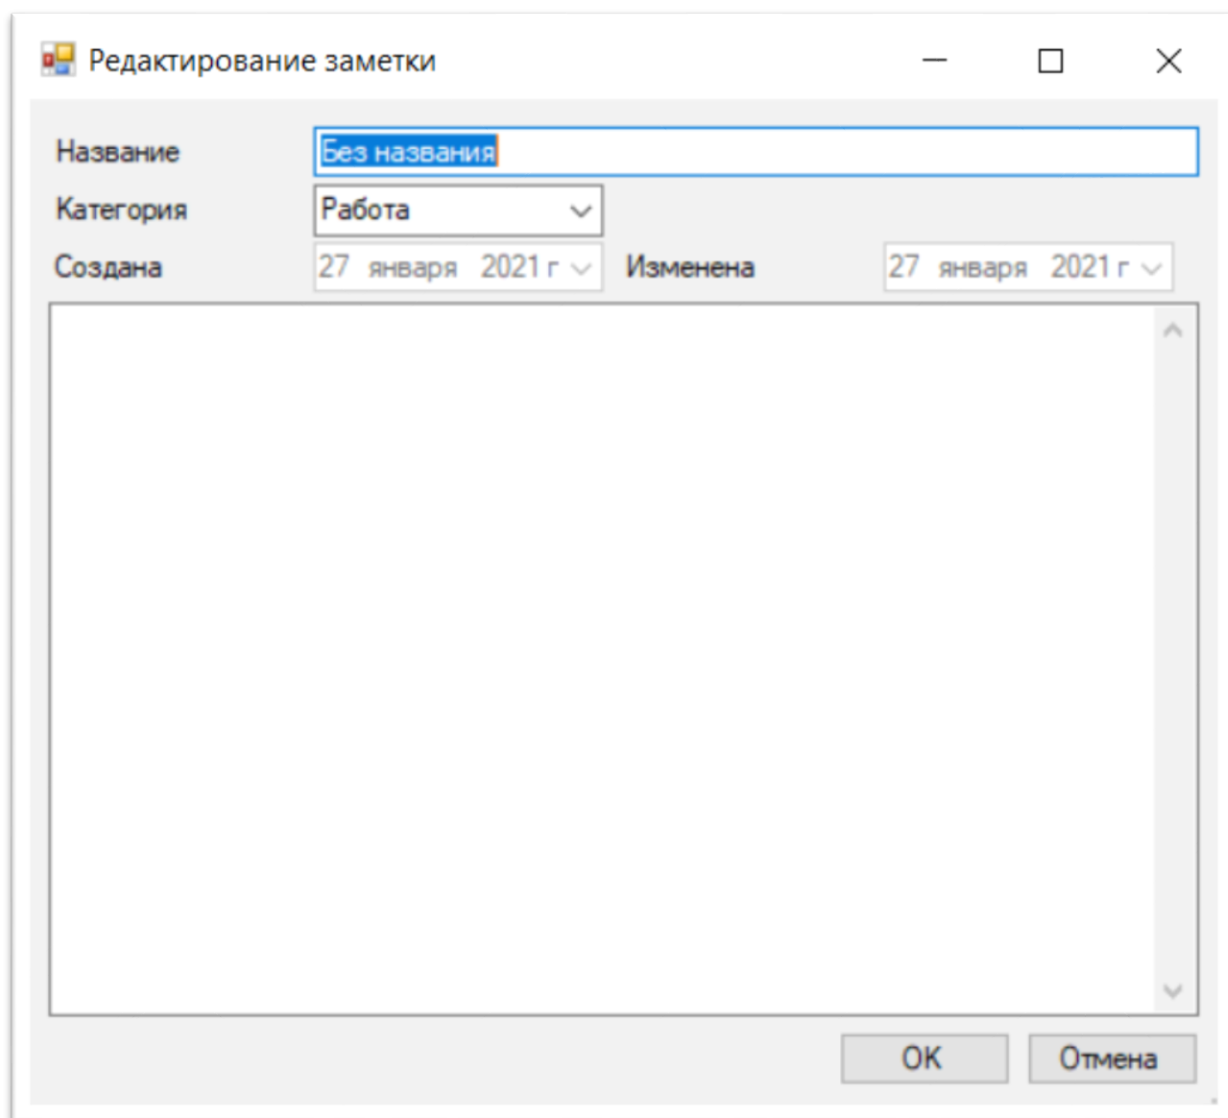 Редактирование заметки
Название Без названия
Категория Работа
Создана 27 января 2021 г Изменена 27 января 2021 г
OK Отмена